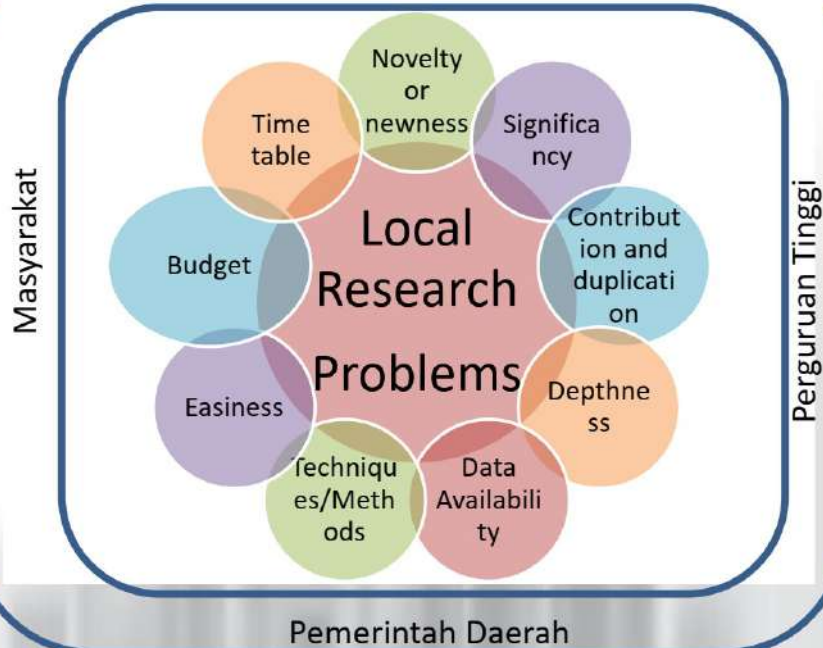 Novelty
or
newness
Significa
ncy
Contribut
ion and
duplicati
on
Depthne
ss
Data
Availabili
ty
Techniqu
es/Meth
ods
Easiness
Budget
Time
table
Local
Research
Problems
Masyarakat
Perguruan Tinggi
Pemerintah Daerah